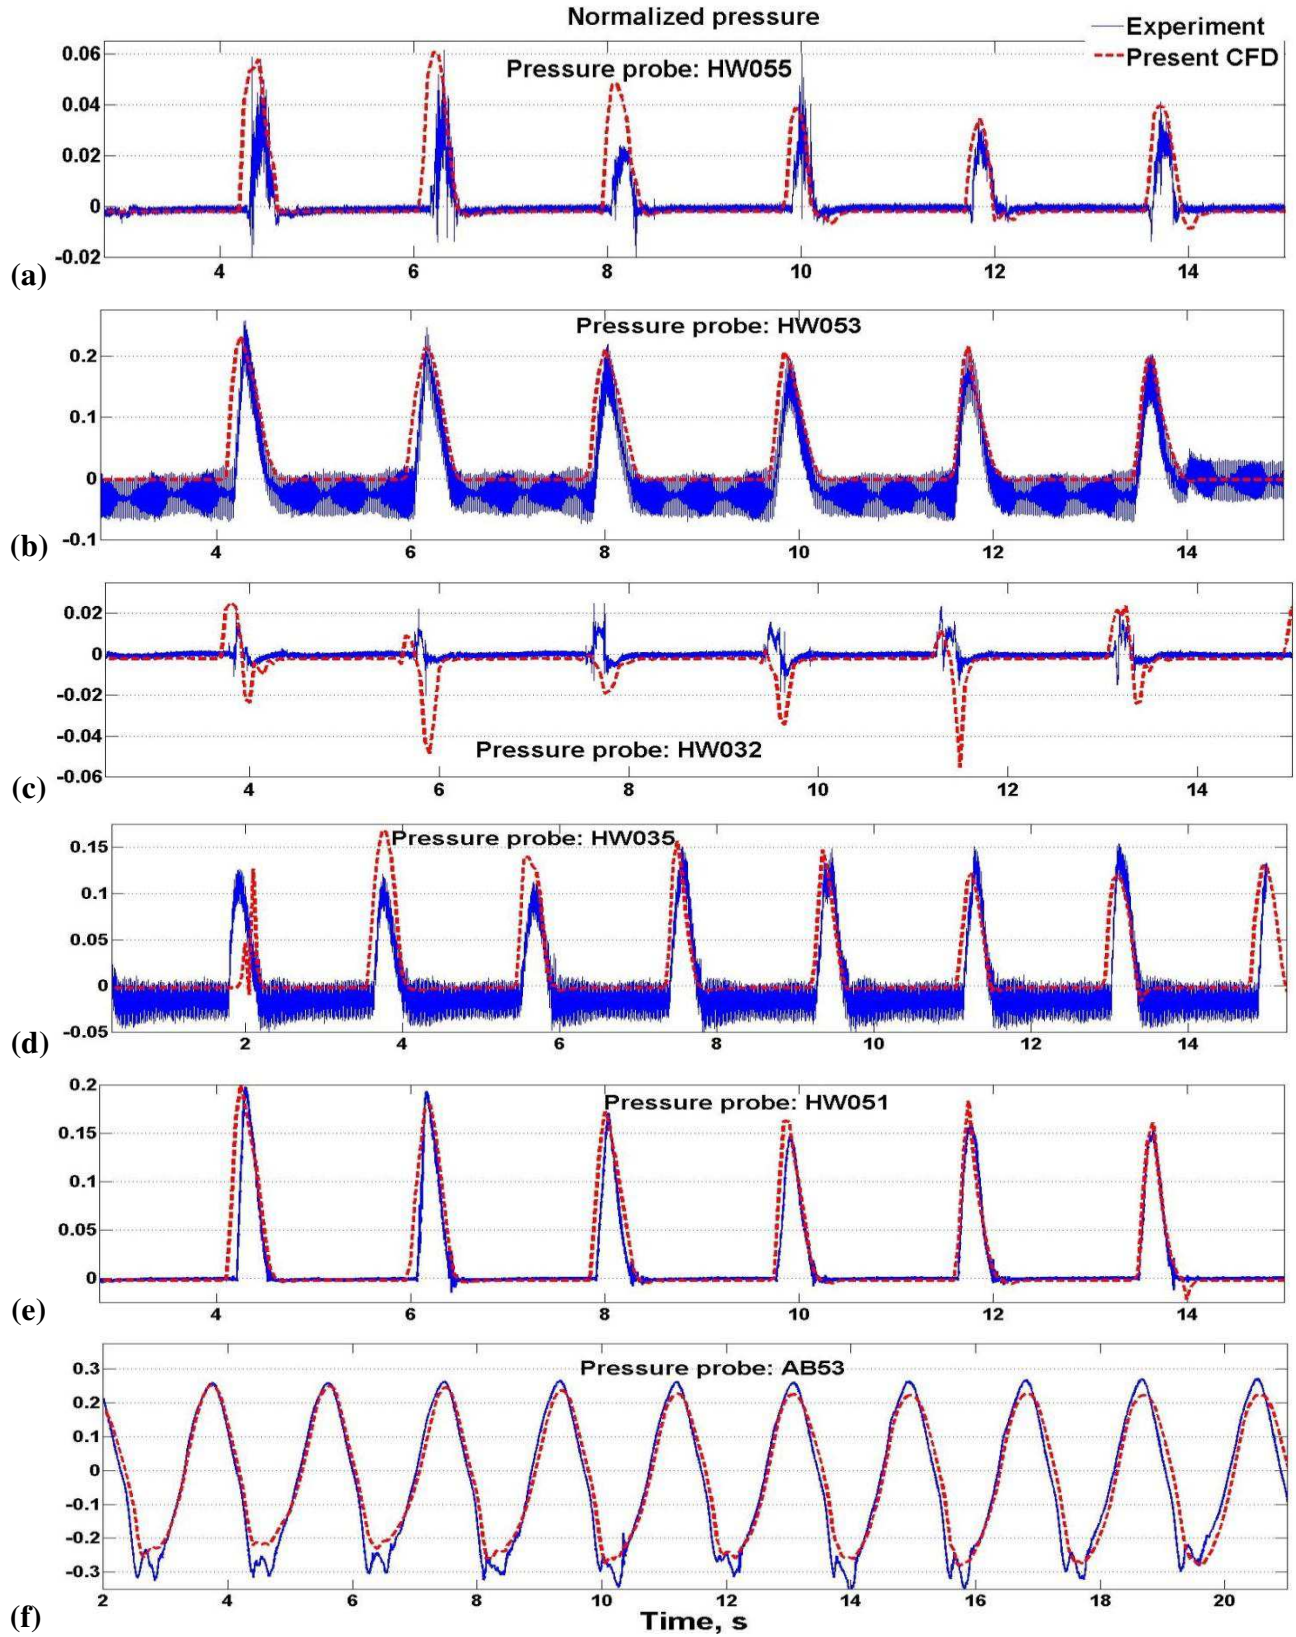 Normalized pressure
Experiment
Present CFD
Pressure probe: HW055
0.06
0.04
0.02
0
-0.02
4 6 8 10 12 14
(a)
Pressure probe: HW053
0.2
0.1
0
-0.1
4 6 8 10 12 14
(b)
0.02
0
-0.02
-0.04
-0.06
Pressure probe: HW032
4 6 8 10 12 14
(c)
Pressure probe: HW035
0.15
0.1
0.05
0
-0.05
2 4 6 8 10 12 14
(d)
Pressure probe: HW051
0.2
0.15
0.1
0.05
0
4 6 8 10 12 14
(e)
Pressure probe: AB53
0.3
0.2
0.1
0
-0.1
-0.2
-0.3
2 4 6 8 10 12 14 16 18 20
Time, s
(f)